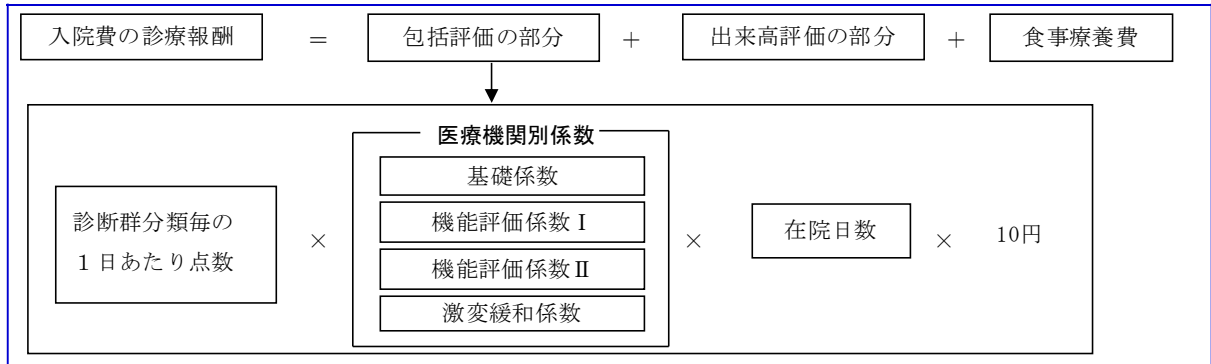 入院費の診療報酬 = 包括評価の部分 + 出来高評価の部分 + 食事療養費
医療機関別係数
基礎係数
診断群分類毎の
1日あたり点数
×
機能評価係数Ⅰ
機能評価係数Ⅱ
激変緩和係数
×
在院日数
×
10円